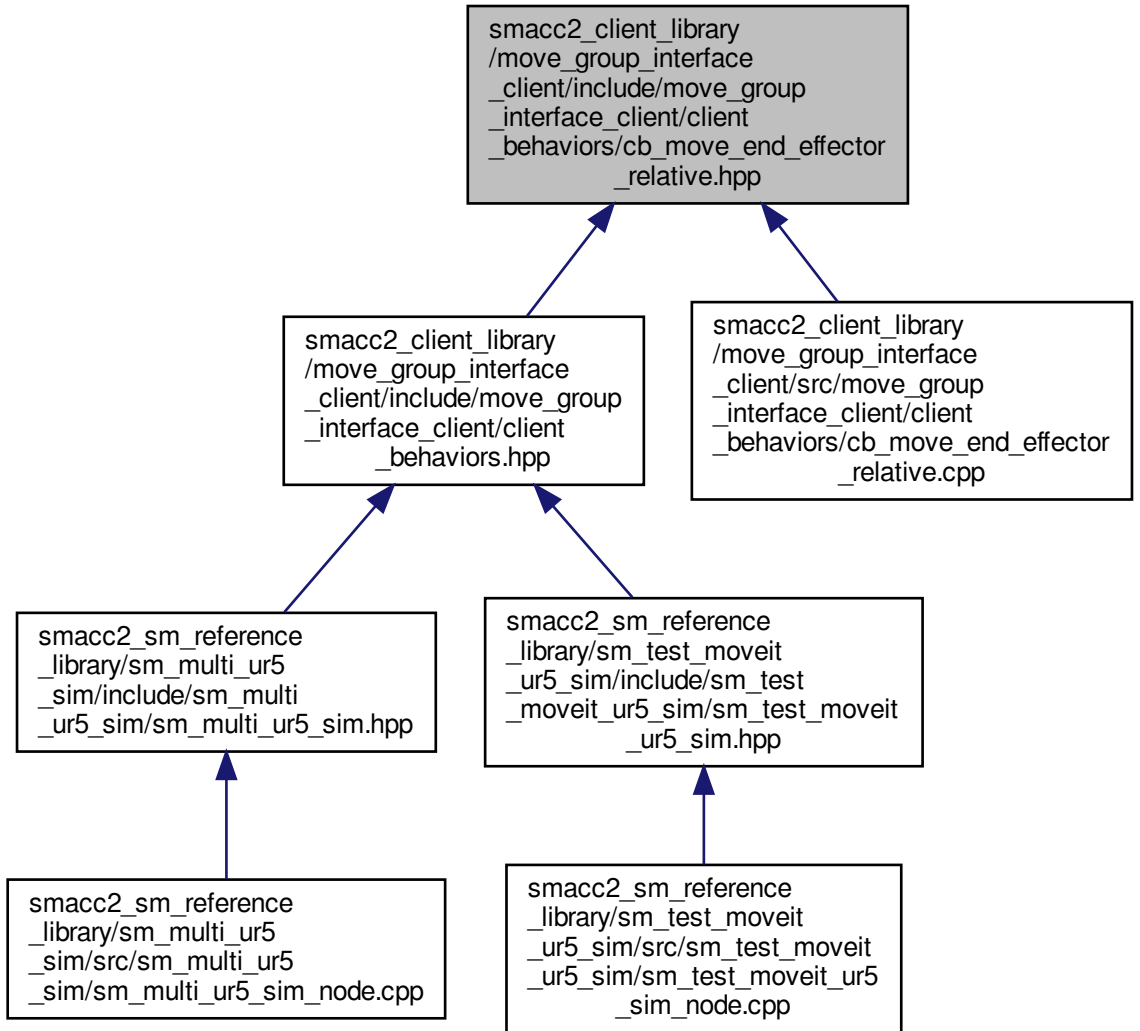 smacc2_client_library
/move_group_interface
_client/include/move_group
_interface_client/client
_behaviors/cb_move_end_effector
_relative.hpp
smacc2_client_library
/move_group_interface
_client/include/move_group
_interface_client/client
_behaviors.hpp
smacc2_client_library
/move_group_interface
_client/src/move_group
_interface_client/client
_behaviors/cb_move_end_effector
_relative.cpp
smacc2_sm_reference
_library/sm_multi_ur5
_sim/include/sm_multi
_ur5_sim/sm_multi_ur5_sim.hpp
smacc2_sm_reference
_library/sm_test_moveit
_ur5_sim/include/sm_test
_moveit_ur5_sim/sm_test_moveit
_ur5_sim.hpp
smacc2_sm_reference
_library/sm_multi_ur5
_sim/src/sm_multi_ur5
_sim/sm_multi_ur5_sim_node.cpp
smacc2_sm_reference
_library/sm_test_moveit
_ur5_sim/src/sm_test_moveit
_ur5_sim/sm_test_moveit_ur5
_sim_node.cpp